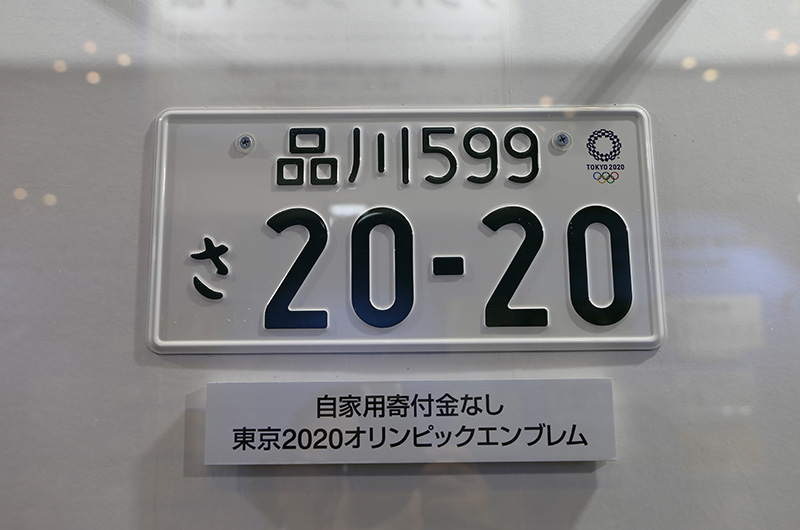 品川599
TOKYO 2020
さ 20-20
自家用寄付金なし
東京2020オリンピックエンブレム